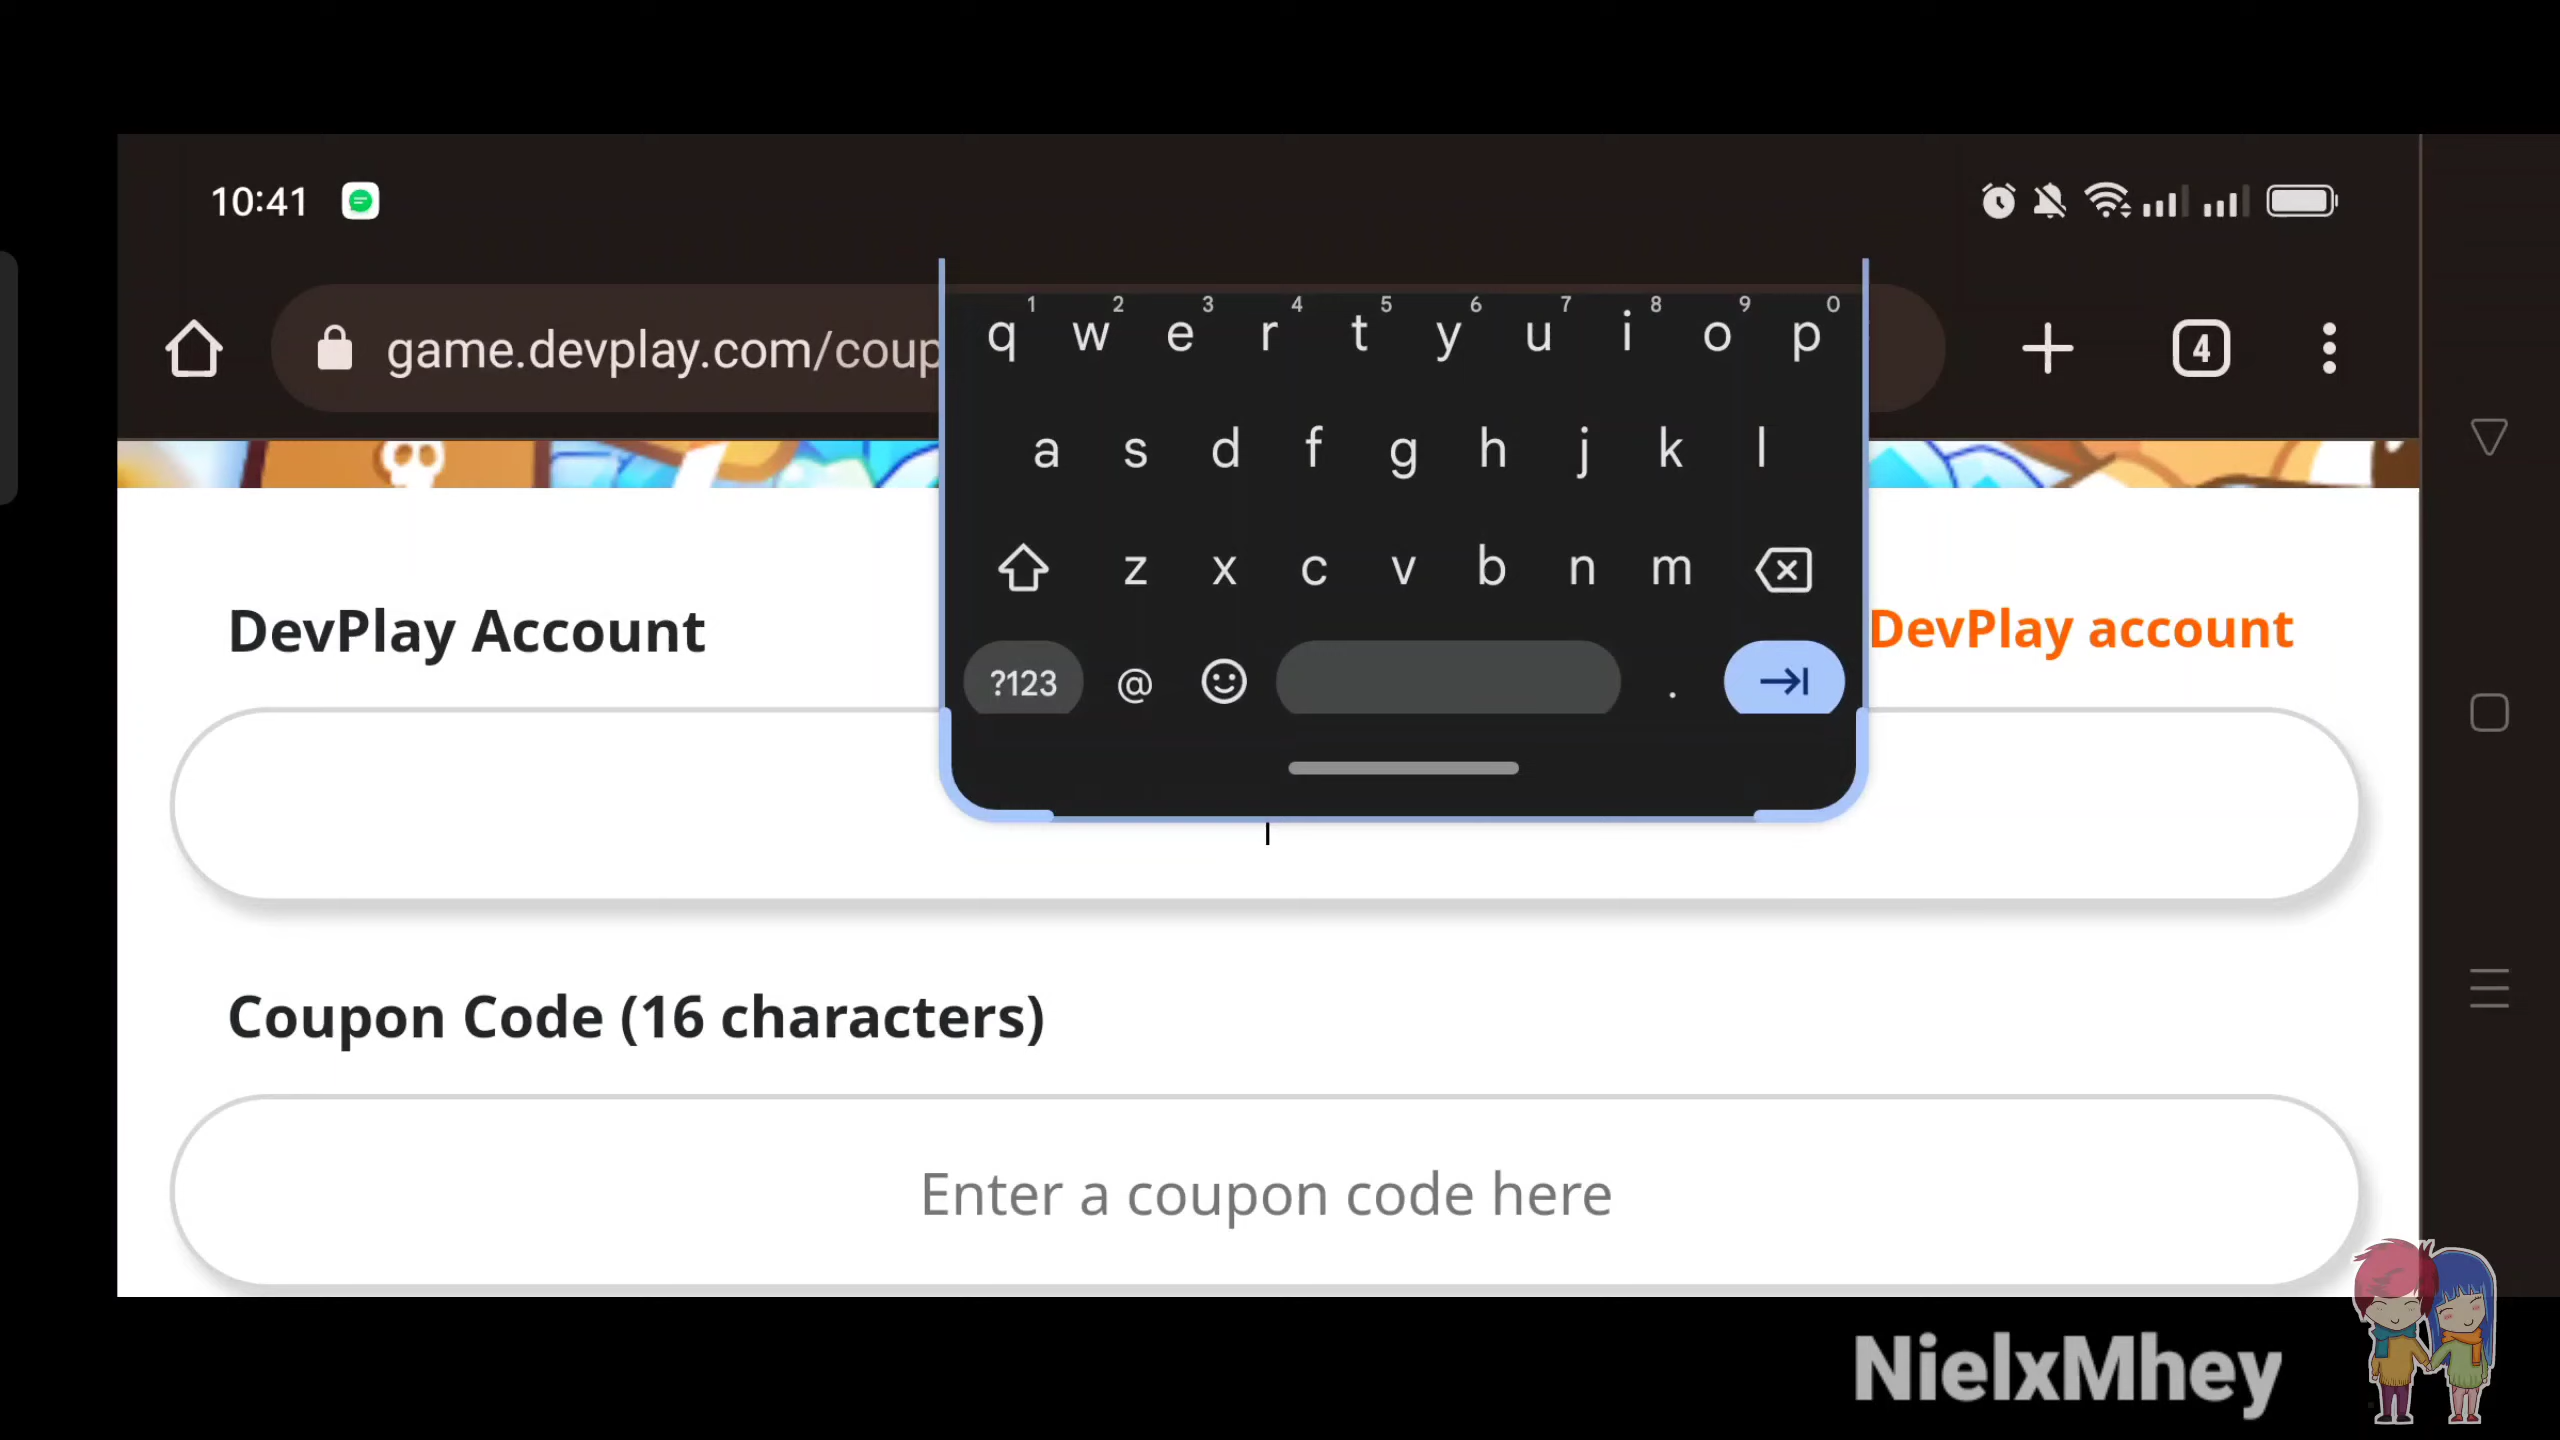 10:41
game.devplay.com/coup
4
1 2 3 4 5 6 7 8 9 0
q w e r t y u i o p
a s d f g h j k l
z x c v b n m
?123 @ .
DevPlay Account
DevPlay account
Coupon Code (16 characters)
Enter a coupon code here
NielxMhey